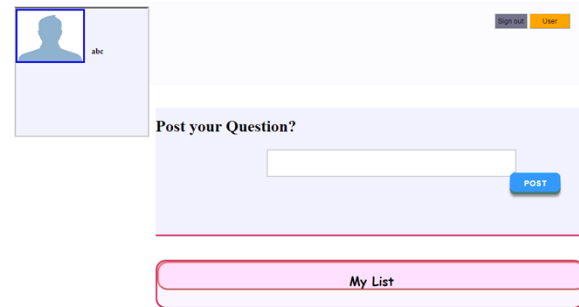 Sign out User
abc
Post your Question?
POST
My List